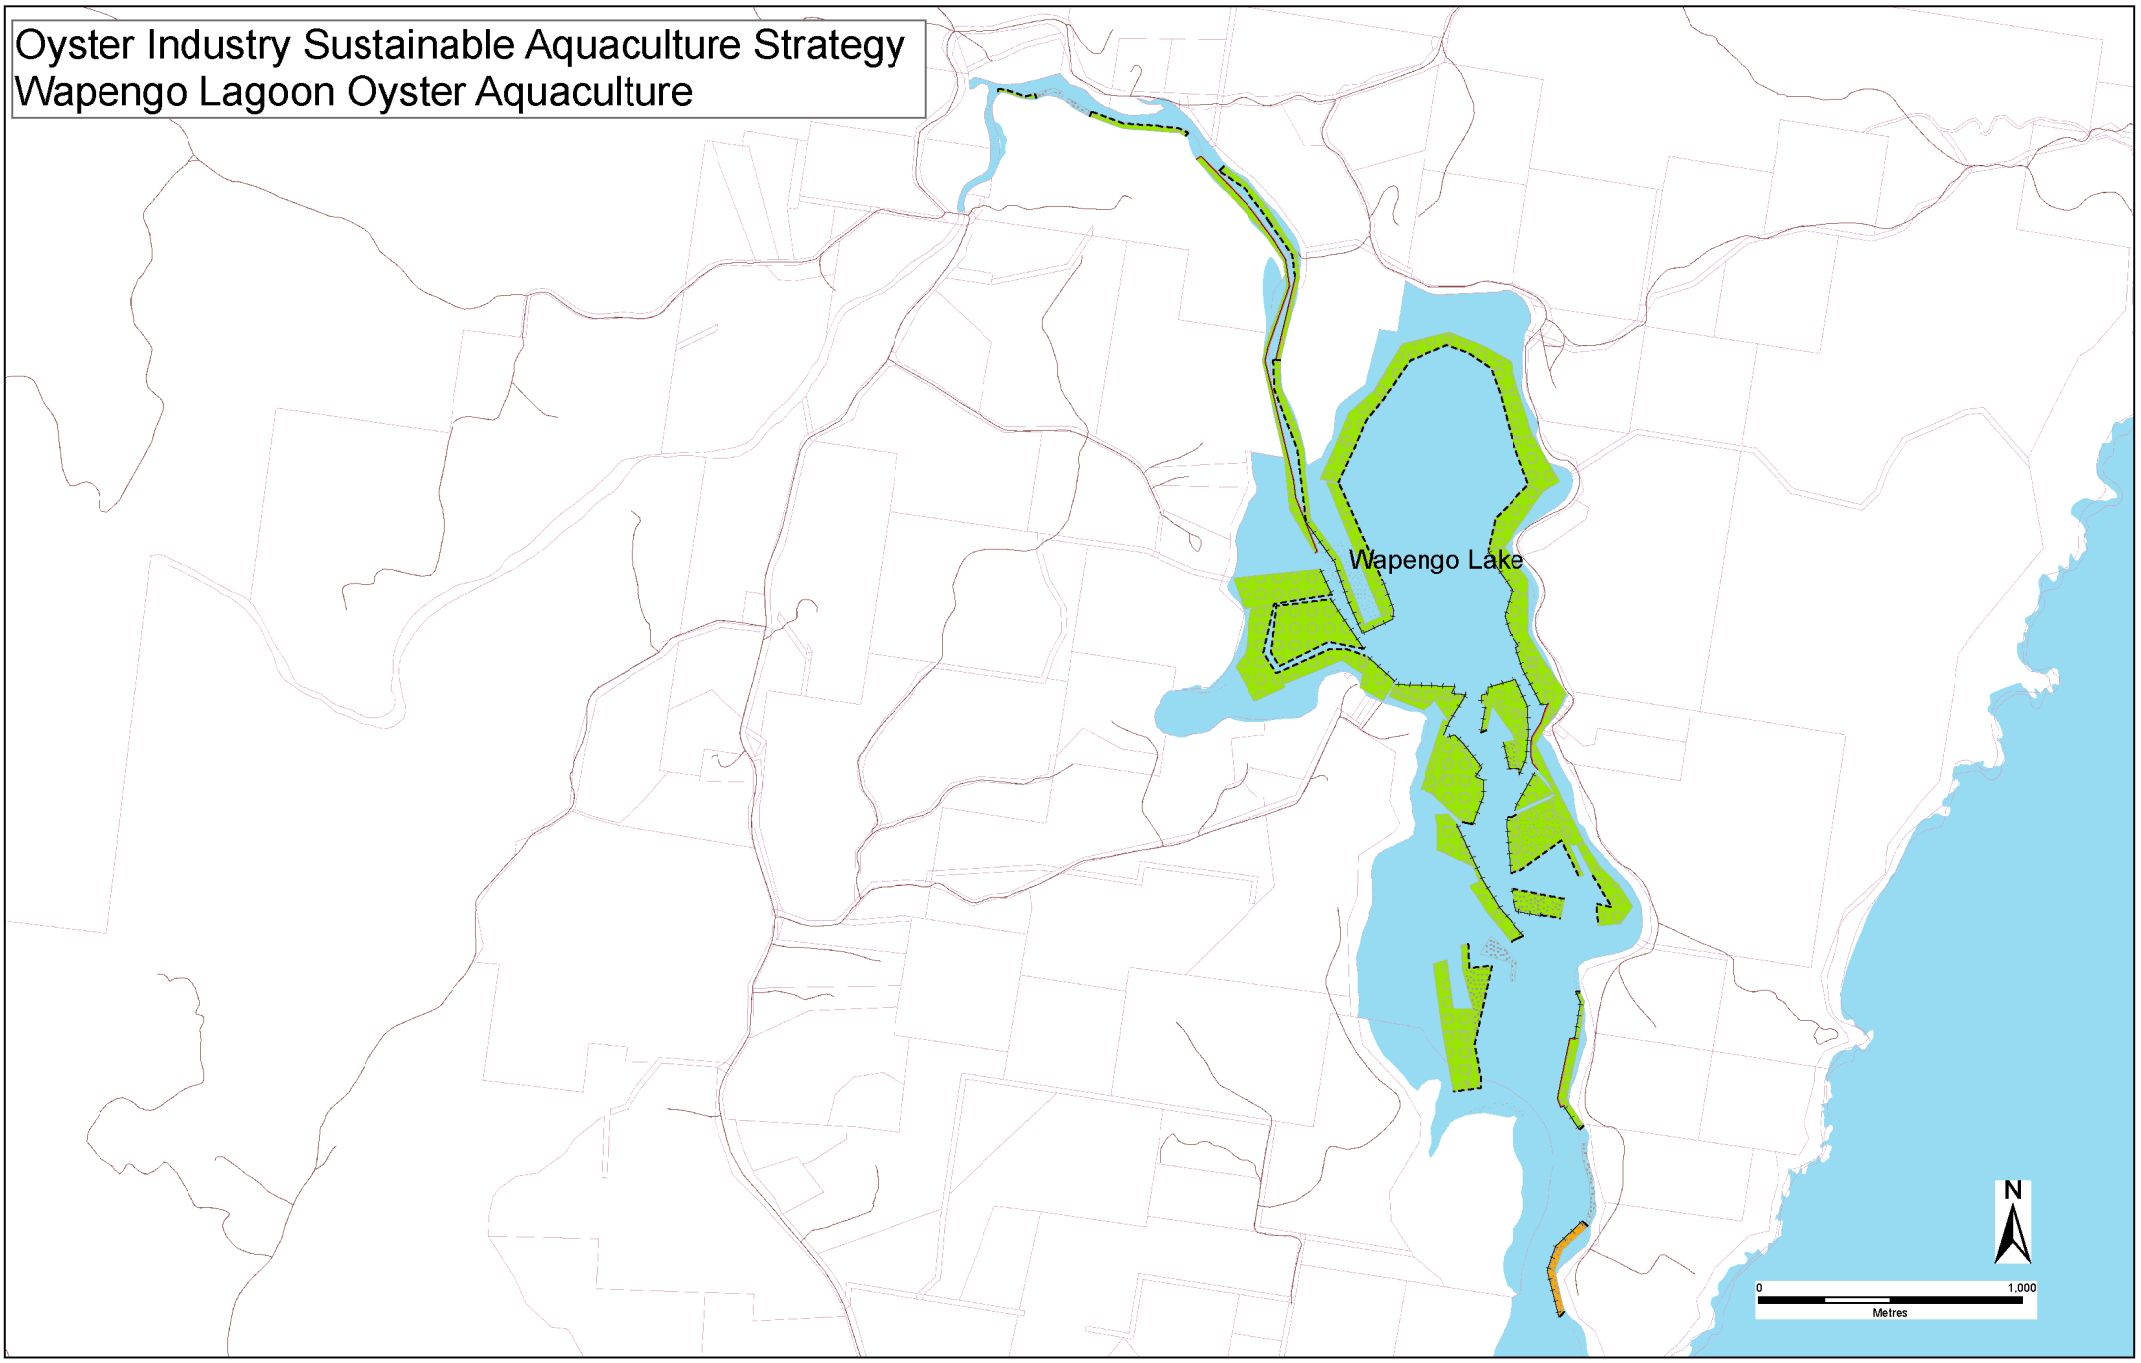 Oyster Industry Sustainable Aquaculture Strategy
Wapengo Lagoon Oyster Aquaculture
Wapengo Lake
N
0 1,000
Metres